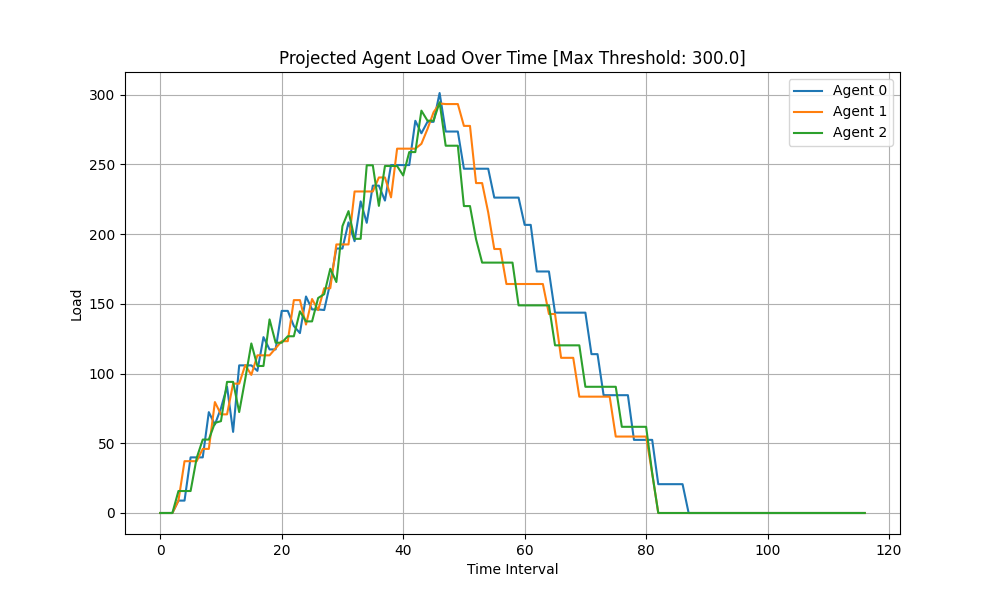 Projected Agent Load Over Time [Max Threshold: 300.0]
Agent 0
Agent 1
Agent 2
300
250
200
150
100
50
0
Load
0 20 40 60 80 100 120
Time Interval